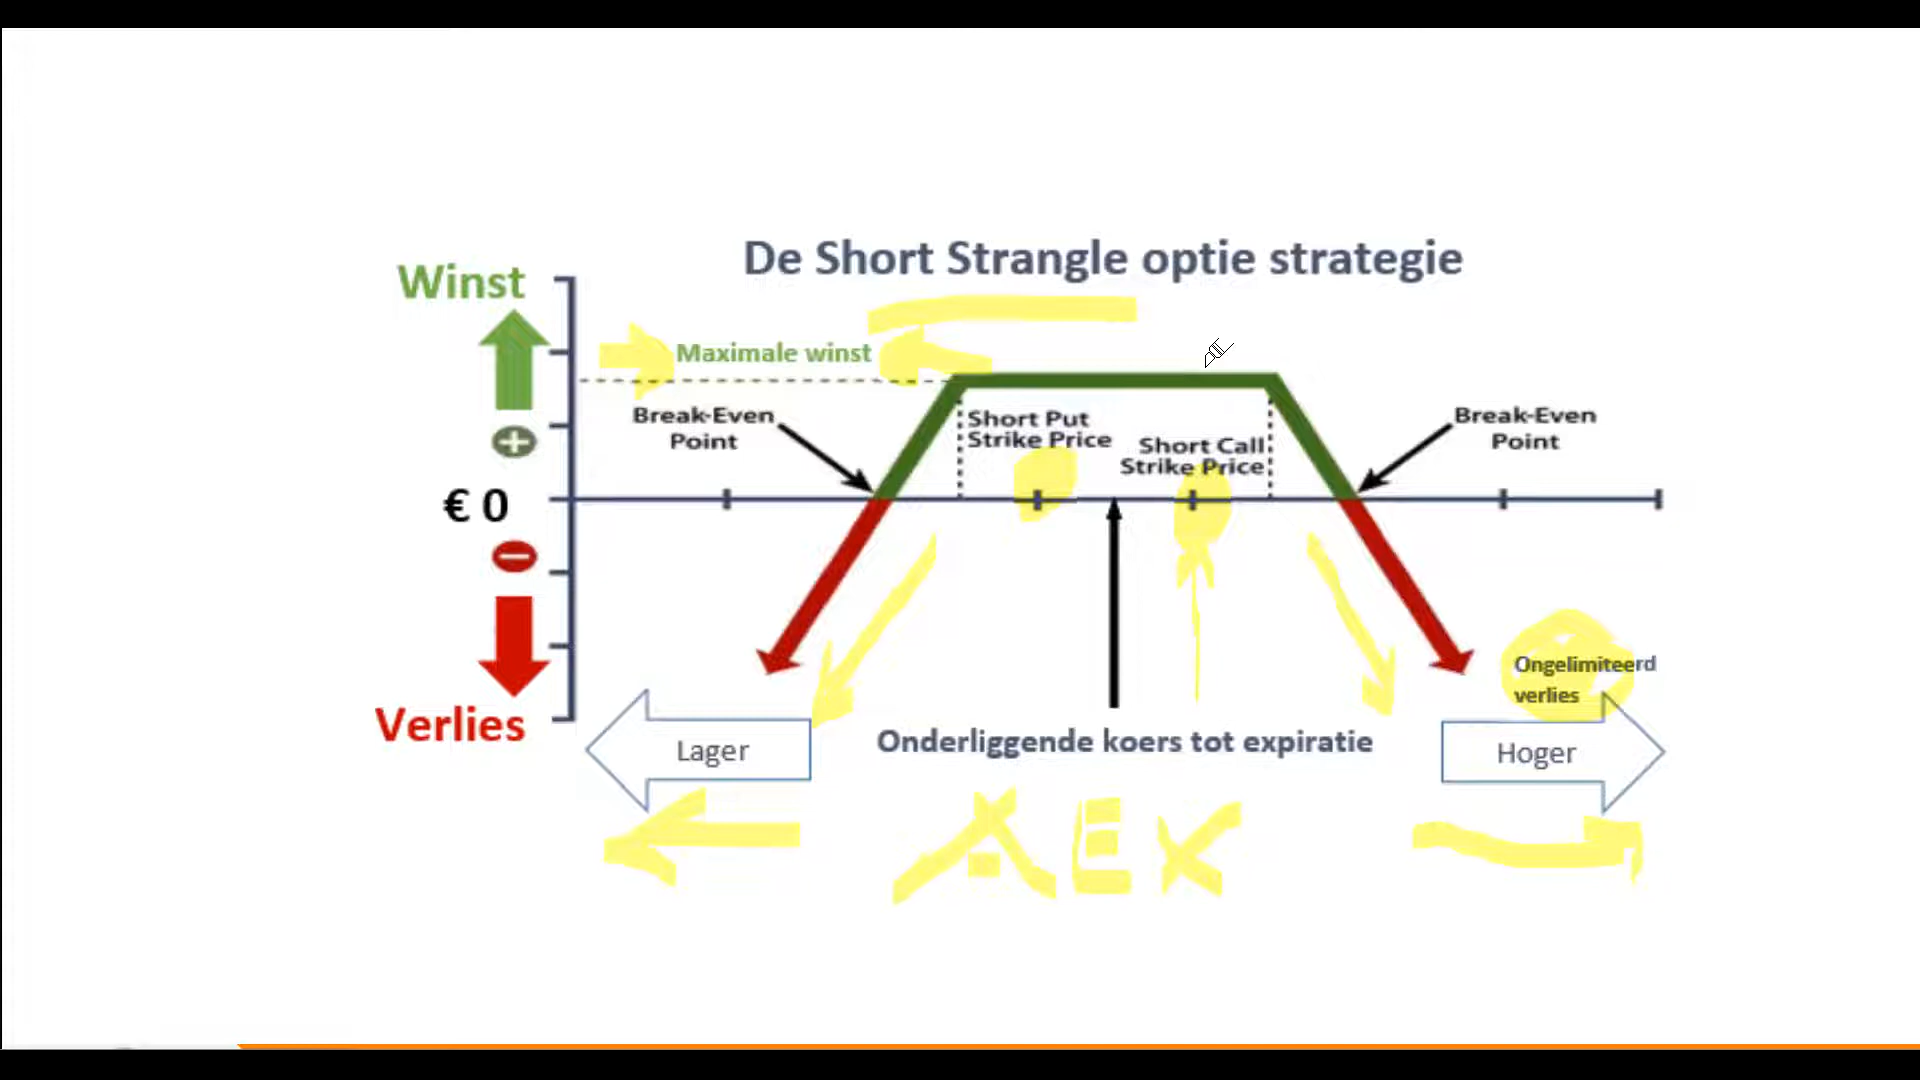 De Short Strangle optie strategie
Winst
Maximale winst
Break-Even
Point
Short Put
Strike Price
Short Call
Strike Price
Break-Even
Point
€ 0
Ongelimiteerd
verlies
Verlies
Lager
Onderliggende koers tot expiratie
Hoger
AEX